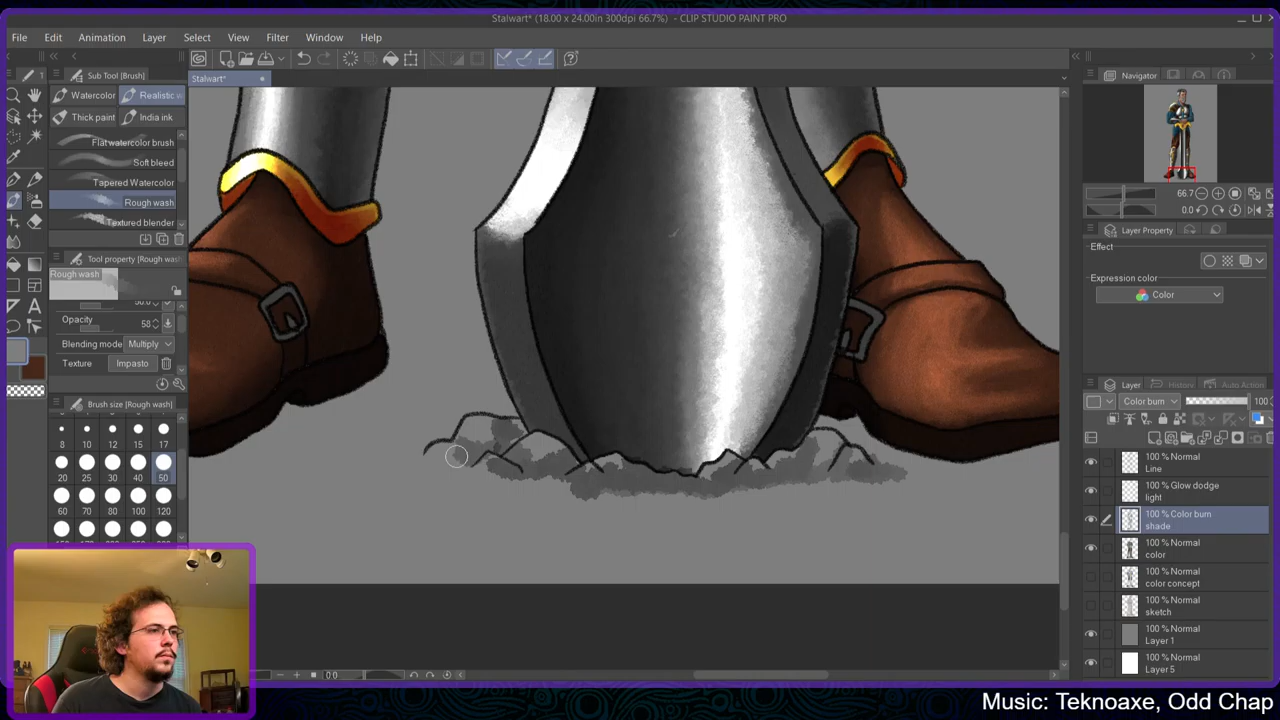 Stalwart* (18.00 x 24.00in 300dpi 66.7%) - CLIP STUDIO PAINT PRO
File Edit Animation Layer Select View Filter Window Help
Sub Tool [Brush]
Stalwart*
Navigator
Watercolor
Realistic w
Thick paint
India ink
Flat watercolor brush
Soft bleed
Tapered Watercolor
Rough wash
Textured blender
66.7
0.0
Layer Property
Effect
Expression color
Color
Tool property [Rough wash]
Rough wash
Opacity 58
Blending mode Multiply
Texture Impasto
Brush size [Rough wash]
8 10 12 15 17
20 25 30 40 50
60 70 80 100 120
Layer History Auto Action
Color burn 100
100 % Normal
Line
100 % Glow dodge
light
100 % Color burn
shade
100 % Normal
color
100 % Normal
color concept
100 % Normal
sketch
100 % Normal
Layer 1
100 % Normal
Layer 5
Music: Teknoaxe, Odd Chap